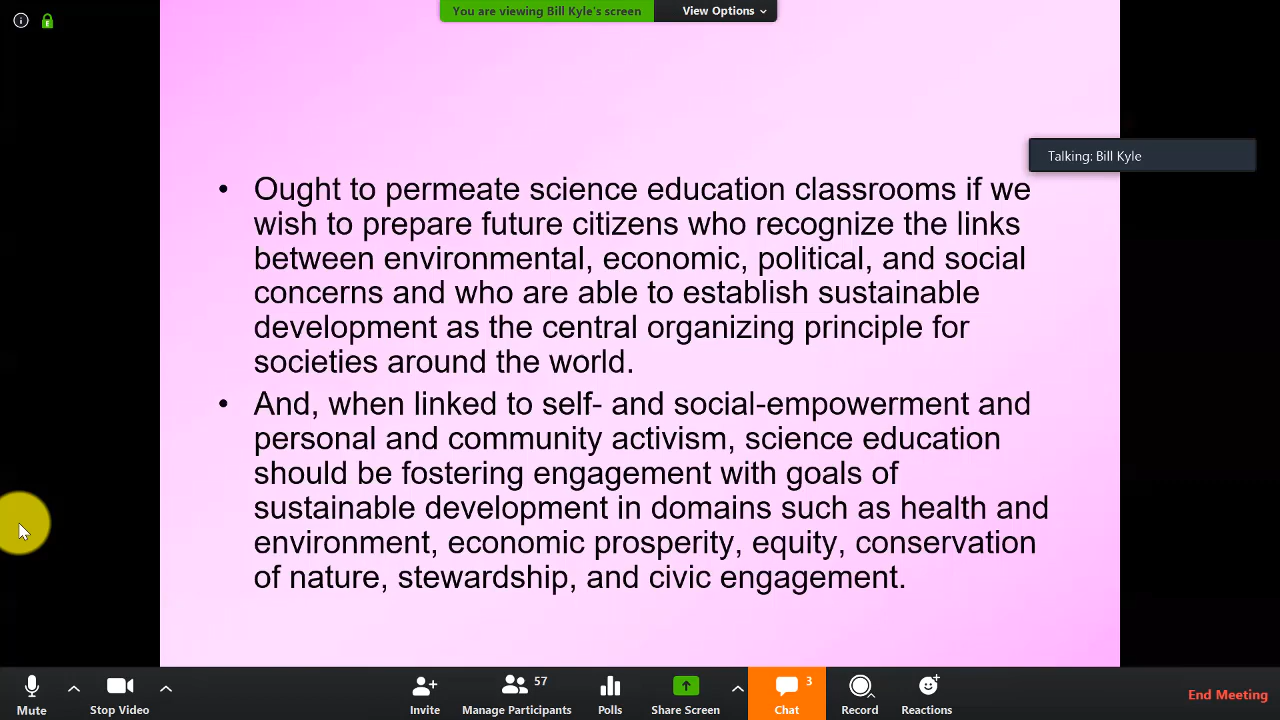 You are viewing Bill Kyle's screen
View Options
Talking: Bill Kyle
• Ought to permeate science education classrooms if we
wish to prepare future citizens who recognize the links
between environmental, economic, political, and social
concerns and who are able to establish sustainable
development as the central organizing principle for
societies around the world.
• And, when linked to self- and social-empowerment and
personal and community activism, science education
should be fostering engagement with goals of
sustainable development in domains such as health and
environment, economic prosperity, equity, conservation
of nature, stewardship, and civic engagement.
57
3
Mute
Stop Video
Invite
Manage Participants
Polls
Share Screen
Chat
Record
Reactions
End Meeting